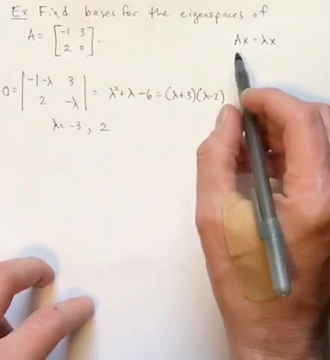 Ex Find bases for the eigenspaces of
A = [-1 3
2 0].
Ax = λx
0 = |-1-λ 3
2 -λ| = λ²+λ-6 = (λ+3)(λ-2)
λ = -3, 2